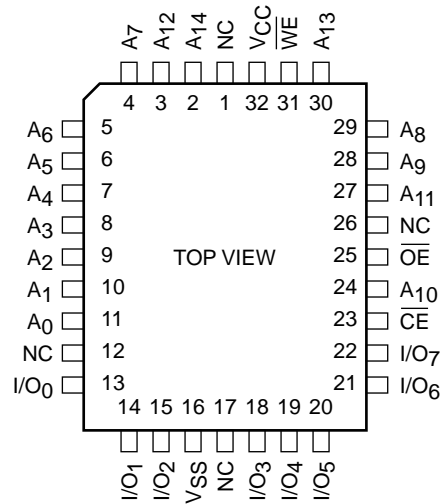 A7 A12 A14 NC VCC W̅E̅ A13
4 3 2 1 32 31 30
A6 5 29 A8
A5 6 28 A9
A4 7 27 A11
A3 8 26 NC
A2 9 TOP VIEW 25 O̅E̅
A1 10 24 A10
A0 11 23 C̅E̅
NC 12 22 I/O7
I/O0 13 21 I/O6
14 15 16 17 18 19 20
I/O1 I/O2 VSS NC I/O3 I/O4 I/O5